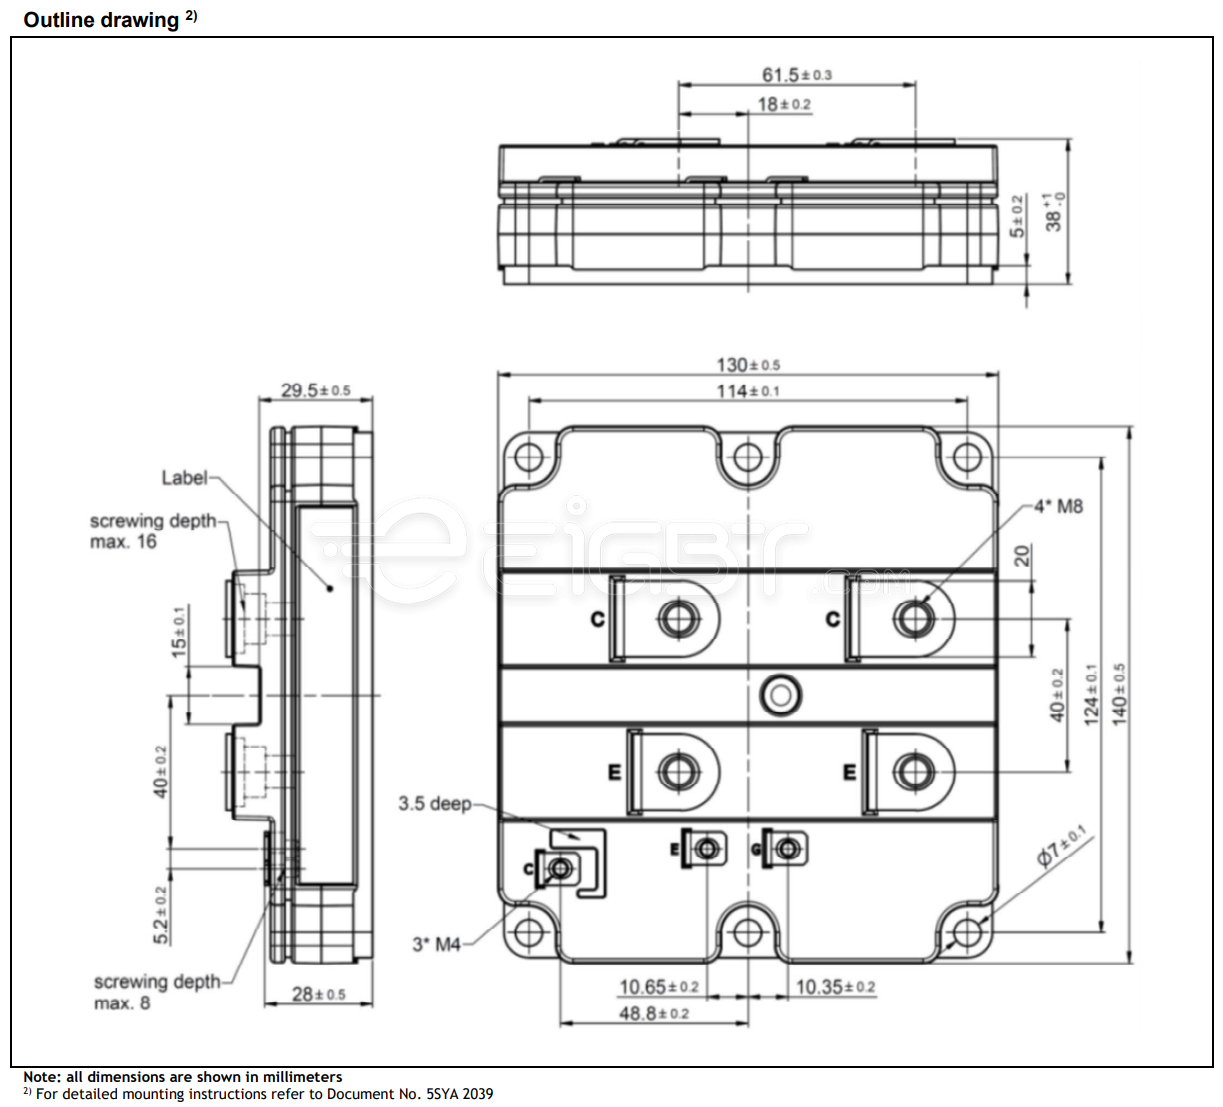 Outline drawing 2)
61.5± 0.3
18± 0.2
5± 0.2
38 +1 -0
130± 0.5
29.5± 0.5
114± 0.1
Label
screwing depth
max. 16
4* M8
eIGBT
.COM
20
C
C
15± 0.1
40± 0.2
124± 0.1
140± 0.5
40± 0.2
E
E
3.5 deep
E
G
C
Ø7± 0.1
5.2± 0.2
3* M4
screwing depth
max. 8
28± 0.5
10.65± 0.2
10.35± 0.2
48.8± 0.2
Note: all dimensions are shown in millimeters
2) For detailed mounting instructions refer to Document No. 5SYA 2039